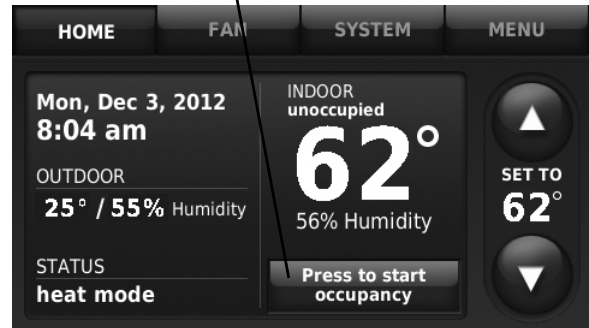 HOME
FAN
SYSTEM
MENU
Mon, Dec 3, 2012
8:04 am
OUTDOOR
25° / 55% Humidity
STATUS
heat mode
INDOOR
unoccupied
62°
56% Humidity
Press to start
occupancy
SET TO
62°